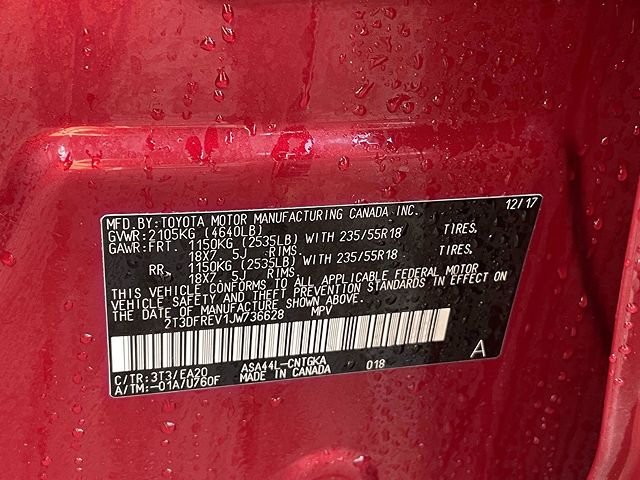 MFD. BY: TOYOTA MOTOR MANUFACTURING CANADA, INC. 12/17
GVWR: 2105KG (4640LB)
GAWR: FRT. 1150KG (2535LB) WITH 235/55R18 TIRES,
18X7. 5J RIMS
RR. 1150KG (2535LB) WITH 235/55R18 TIRES,
18X7. 5J RIMS
THIS VEHICLE CONFORMS TO ALL APPLICABLE FEDERAL MOTOR
VEHICLE SAFETY AND THEFT PREVENTION STANDARDS IN EFFECT ON
THE DATE OF MANUFACTURE SHOWN ABOVE.
2T3DFREV1JW736628 MPV
C/TR: 3T3/EA20 ASA44L-CNTGKA 018 A
A/TM: -01A/U760F MADE IN CANADA